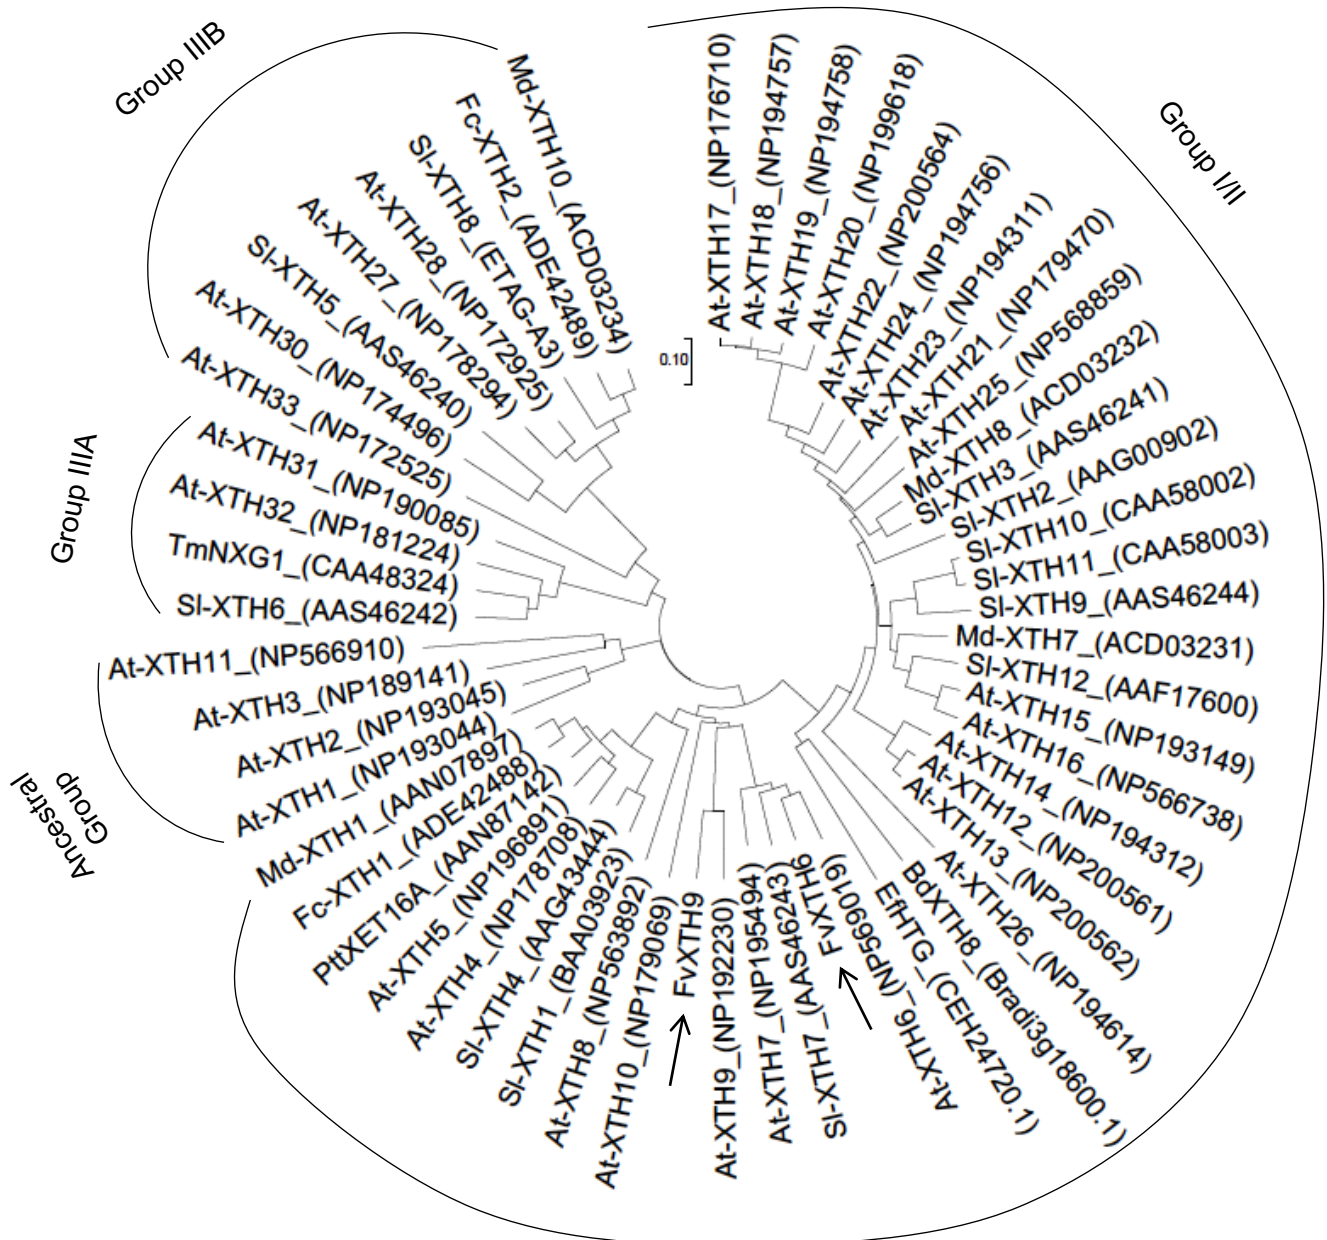 Group IIIB
Md-XTH10_(ACD03234)
Fc-XTH2_(ADE42489)
Sl-XTH8_(ETAG-A3)
At-XTH28_(NP172925)
At-XTH27_(NP178294)
Sl-XTH5_(AAS46240)
At-XTH30_(NP174496)
At-XTH33_(NP172525)
Group IIIA
At-XTH31_(NP190085)
At-XTH32_(NP181224)
TmNXG1_(CAA48324)
Sl-XTH6_(AAS46242)
Ancestral
Group
At-XTH11_(NP566910)
At-XTH3_(NP189141)
At-XTH2_(NP193045)
At-XTH1_(NP193044)
Md-XTH1_(AAN07897)
Fc-XTH1_(ADE42488)
PttXET16A_(AAN87142)
At-XTH5_(NP196891)
At-XTH4_(NP178708)
Sl-XTH4_(AAG43444)
Sl-XTH1_(BAA03923)
At-XTH8_(NP563892)
At-XTH10_(NP179069)
FvXTH9
At-XTH9_(NP192230)
At-XTH7_(NP195494)
Sl-XTH7_(AAS46243)
FvXTH6
At-XTH6_(NP569019)
EfHTG_(CEH24720.1)
BdXTH8_(Bradi3g18600.1)
At-XTH26_(NP194614)
At-XTH13_(NP200562)
At-XTH12_(NP200561)
At-XTH14_(NP194312)
At-XTH16_(NP566738)
At-XTH15_(NP193149)
Sl-XTH12_(AAF17600)
Md-XTH7_(ACD03231)
Sl-XTH9_(AAS46244)
Sl-XTH11_(CAA58003)
Sl-XTH10_(CAA58002)
Sl-XTH2_(AAG00902)
Sl-XTH3_(AAS46241)
Md-XTH8_(ACD03232)
At-XTH25_(NP568859)
At-XTH21_(NP179470)
At-XTH23_(NP194311)
At-XTH24_(NP194756)
At-XTH22_(NP200564)
At-XTH20_(NP199618)
At-XTH19_(NP194758)
At-XTH18_(NP194757)
At-XTH17_(NP176710)
Group I/II
0.10